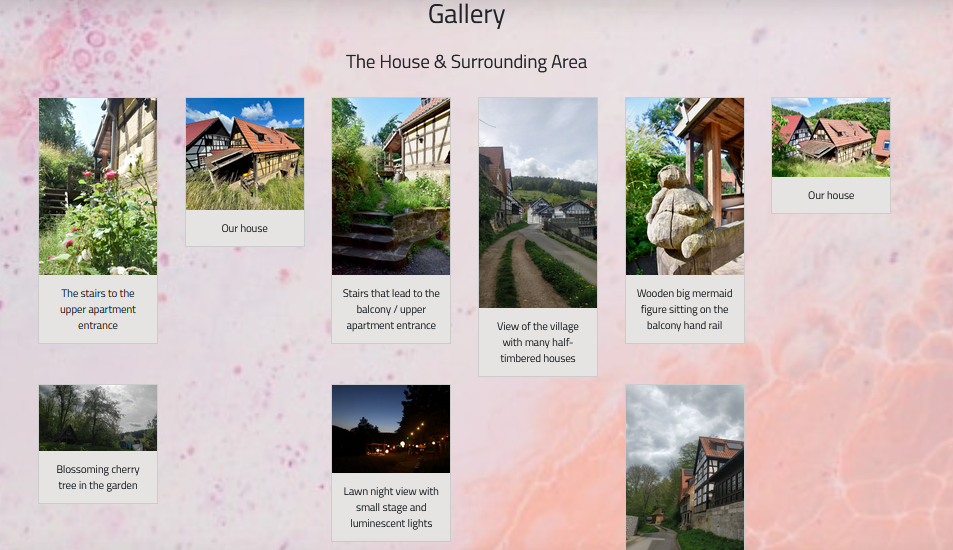 Gallery
The House & Surrounding Area
The stairs to the
upper apartment
entrance
Our house
Stairs that lead to the
balcony / upper
apartment entrance
View of the village
with many half-
timbered houses
Wooden big mermaid
figure sitting on the
balcony hand rail
Our house
Blossoming cherry
tree in the garden
Lawn night view with
small stage and
luminescent lights